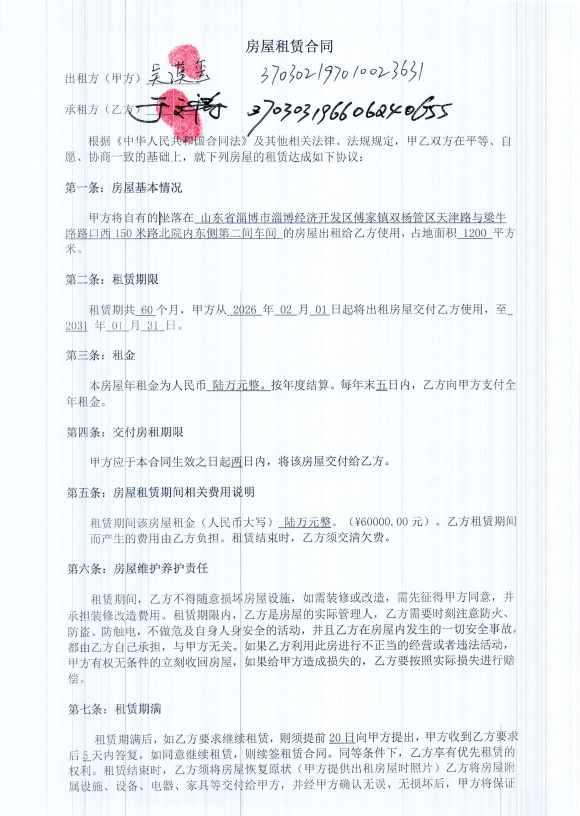 房屋租赁合同
出租方（甲方） 370302197010023631
承租方（乙方 370303196606240655
根据《中华人民共和国合同法》及其他相关法律、法规规定，甲乙双方在平等、自
愿、协商一致的基础上，就下列房屋的租赁达成如下协议：
第一条：房屋基本情况
甲方将自有的坐落在 山东省淄博市淄博经济开发区傅家镇双杨管区天津路与梁牛
路路口西 150 米路北院内东侧第二间车间 的房屋出租给乙方使用，占地面积 1200 平方
米。
第二条：租赁期限
租赁期共 60 个月，甲方从 2026 年 02 月 01 日起将出租房屋交付乙方使用，至
2031 年 01 月 31 日。
第三条：租金
本房屋年租金为人民币 陆万元整。按年度结算。每年末五日内，乙方向甲方支付全
年租金。
第四条：交付房租期限
甲方应于本合同生效之日起两日内，将该房屋交付给乙方。
第五条：房屋租赁期间相关费用说明
租赁期间该房屋租金（人民币大写） 陆万元整。（¥60000.00 元）。乙方租赁期间
而产生的费用由乙方负担。租赁结束时，乙方须交清欠费。
第六条：房屋维护养护责任
租赁期间，乙方不得随意损坏房屋设施，如需装修或改造，需先征得甲方同意，并
承担装修改造费用。租赁期限内，乙方是房屋的实际管理人，乙方需要时刻注意防火、
防盗、防触电，不做危及自身人身安全的活动，并且乙方在房屋内发生的一切安全事故，
都由乙方自己承担，与甲方无关。如果乙方利用此房进行不正当的经营或者违法活动，
甲方有权无条件的立刻收回房屋，如果给甲方造成损失的，乙方要按照实际损失进行赔
偿。
第七条：租赁期满
租赁期满后，如乙方要求继续租赁，则须提前 20 日向甲方提出，甲方收到乙方要求
后 5 天内答复。如同意继续租赁，则续签租赁合同。同等条件下，乙方享有优先租赁的
权利。租赁结束时，乙方须将房屋恢复原状（甲方提供出租房屋时照片）乙方将房屋附
属设施、设备、电器、家具等交付给甲方，并经甲方确认无误、无损坏后，甲方将保证